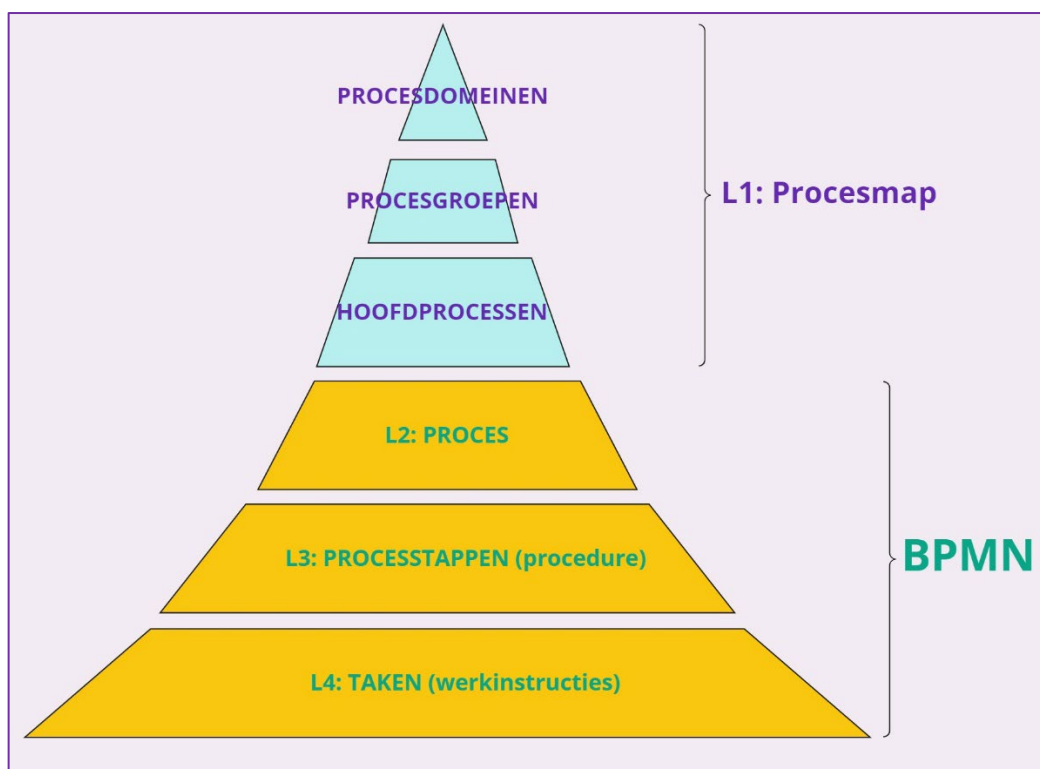 PROCESDOMEINEN
PROCESGROEPEN
L1: Procesmap
HOOFDPROCESSEN
L2: PROCES
L3: PROCESSTAPPEN (procedure)
BPMN
L4: TAKEN (werkinstructies)